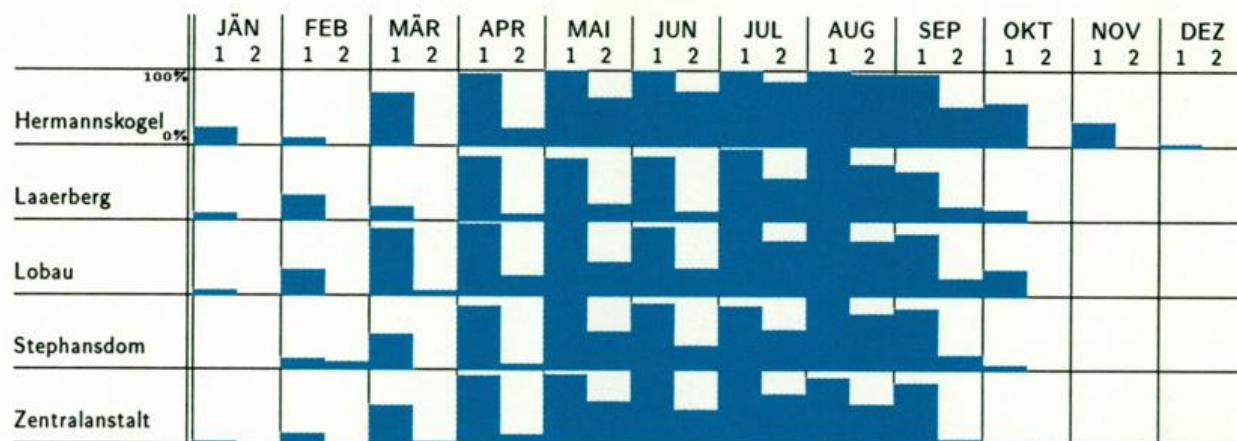 JÄN FEB MÄR APR MAI JUN JUL AUG SEP OKT NOV DEZ
1 2 1 2 1 2 1 2 1 2 1 2 1 2 1 2 1 2 1 2 1 2 1 2
100%
Hermannskogel
0%
Laaerberg
Lobau
Stephansdom
Zentralanstalt